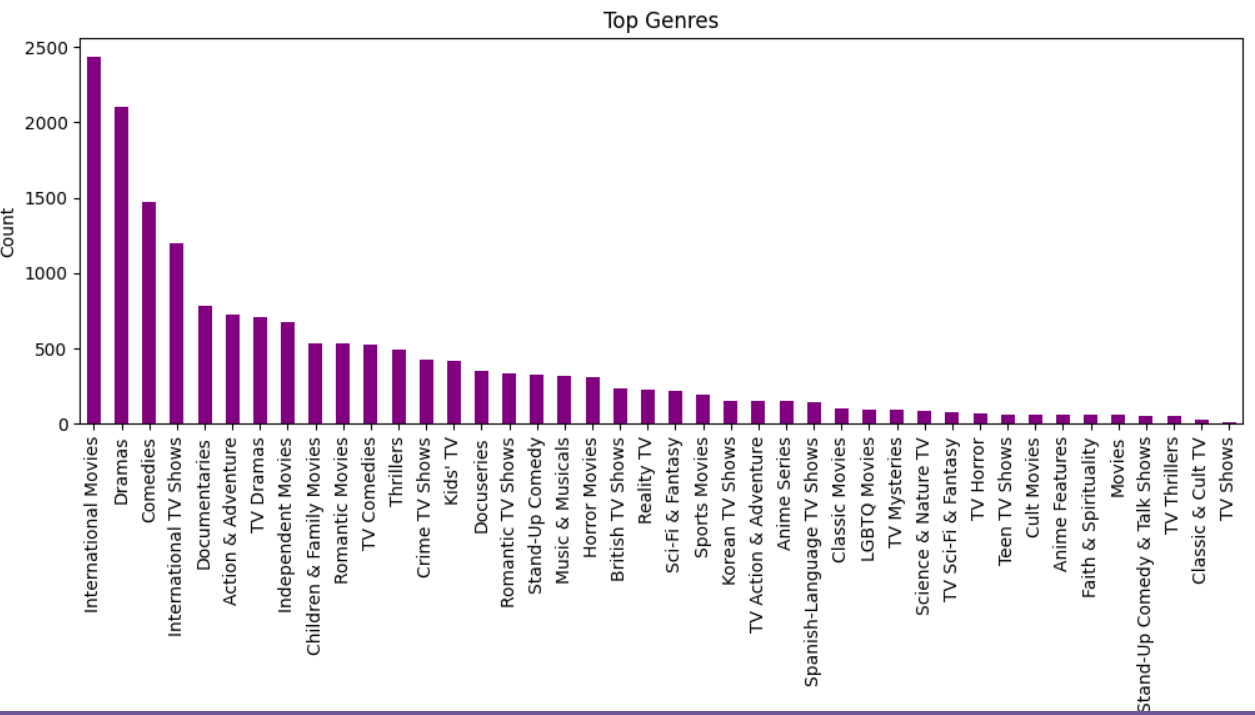 Top Genres
Count
2500
2000
1500
1000
500
0
International Movies
Dramas
Comedies
International TV Shows
Documentaries
Action & Adventure
TV Dramas
Independent Movies
Children & Family Movies
Romantic Movies
TV Comedies
Thrillers
Crime TV Shows
Kids' TV
Docuseries
Romantic TV Shows
Stand-Up Comedy
Music & Musicals
Horror Movies
British TV Shows
Reality TV
Sci-Fi & Fantasy
Sports Movies
Korean TV Shows
TV Action & Adventure
Anime Series
Spanish-Language TV Shows
Classic Movies
LGBTQ Movies
TV Mysteries
Science & Nature TV
TV Sci-Fi & Fantasy
TV Horror
Teen TV Shows
Cult Movies
Anime Features
Faith & Spirituality
Movies
Stand-Up Comedy & Talk Shows
TV Thrillers
Classic & Cult TV
TV Shows